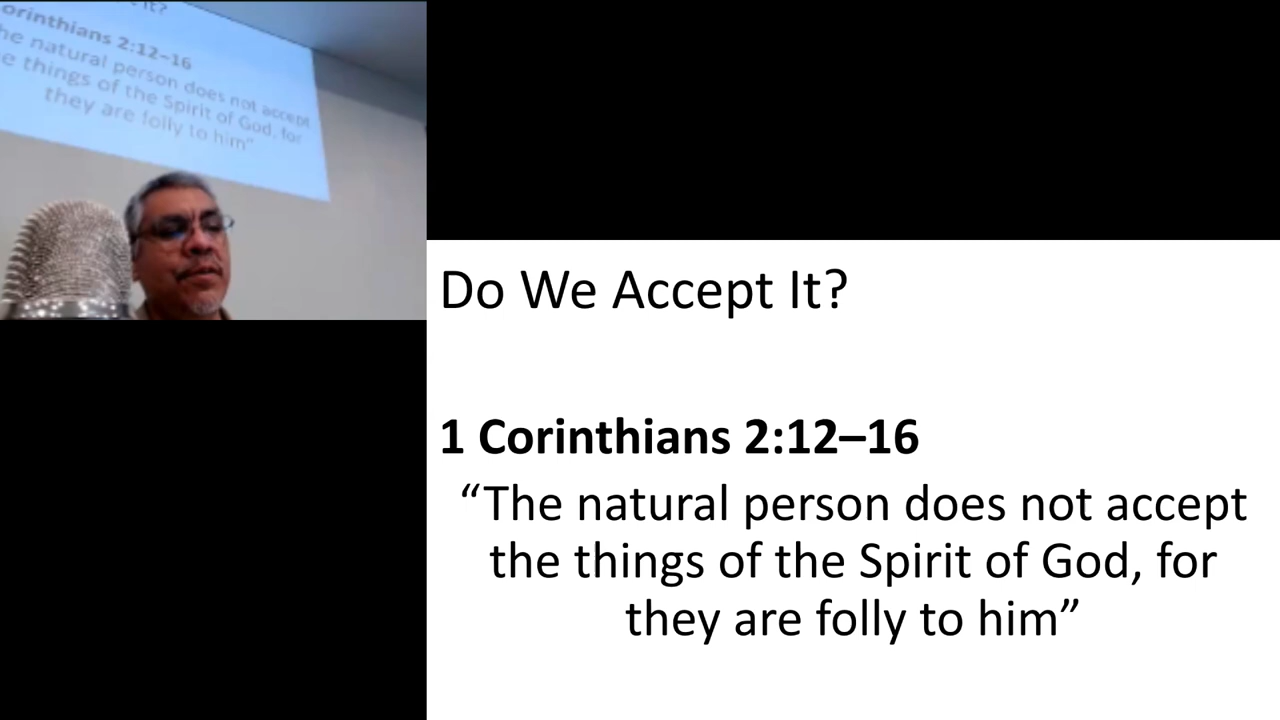 it?
orinthians 2:12–16
he natural person does not accept
e things of the Spirit of God, for
they are folly to him”
Do We Accept It?
1 Corinthians 2:12–16
“The natural person does not accept
the things of the Spirit of God, for
they are folly to him”